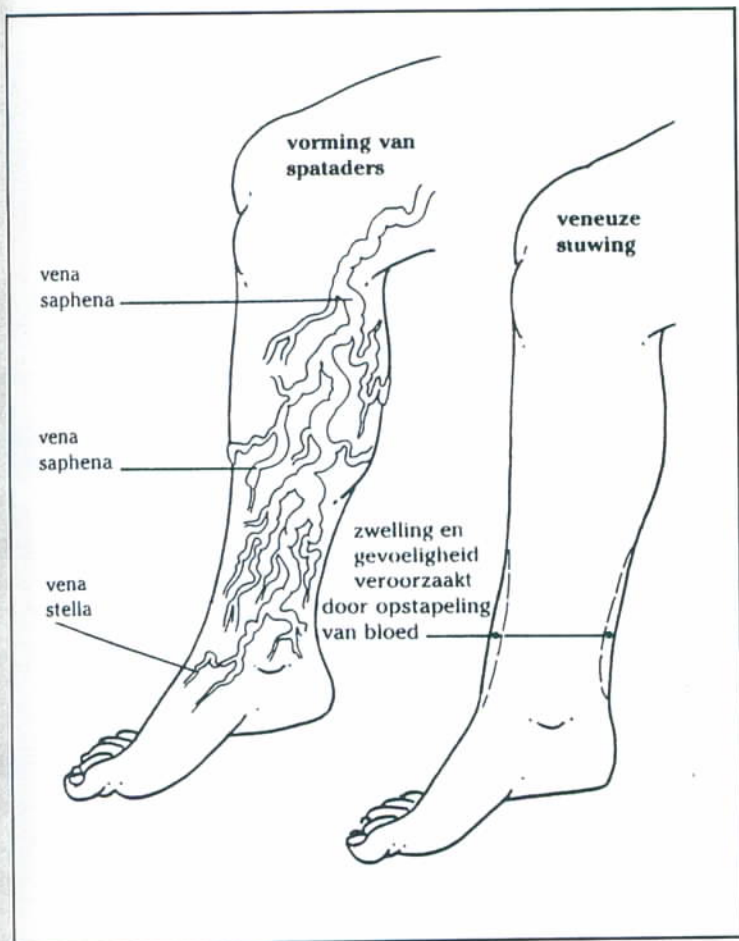 vorming van
spataders
veneuze
stuwing
vena
saphena
vena
saphena
zwelling en
gevoeligheid
veroorzaakt
door opstapeling
van bloed
vena
stella